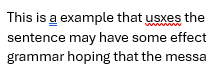 This is a example that usxes the
sentence may have some effect
grammar hoping that the messa